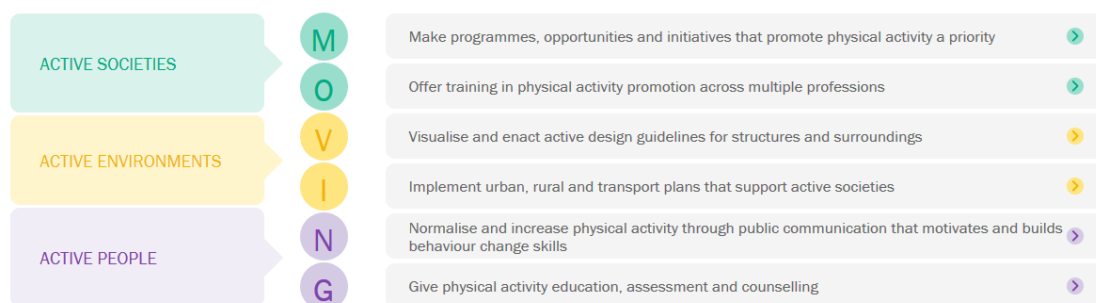 ACTIVE SOCIETIES
M
Make programmes, opportunities and initiatives that promote physical activity a priority
O
Offer training in physical activity promotion across multiple professions
ACTIVE ENVIRONMENTS
V
Visualise and enact active design guidelines for structures and surroundings
I
Implement urban, rural and transport plans that support active societies
ACTIVE PEOPLE
N
Normalise and increase physical activity through public communication that motivates and builds
behaviour change skills
G
Give physical activity education, assessment and counselling